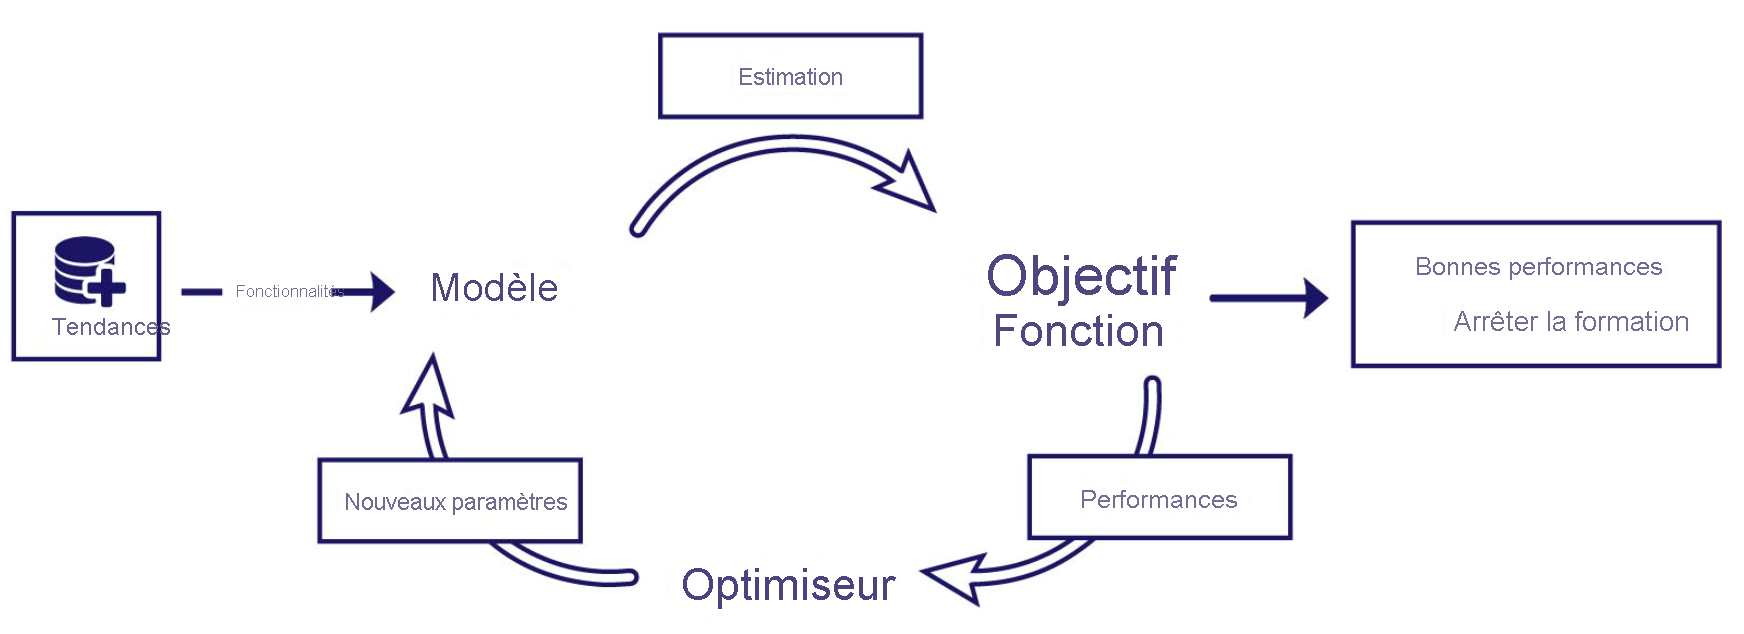 Estimation
Tendances
Fonctionnalités
Modèle
Objectif
Fonction
Bonnes performances
Arrêter la formation
Nouveaux paramètres
Performances
Optimiseur